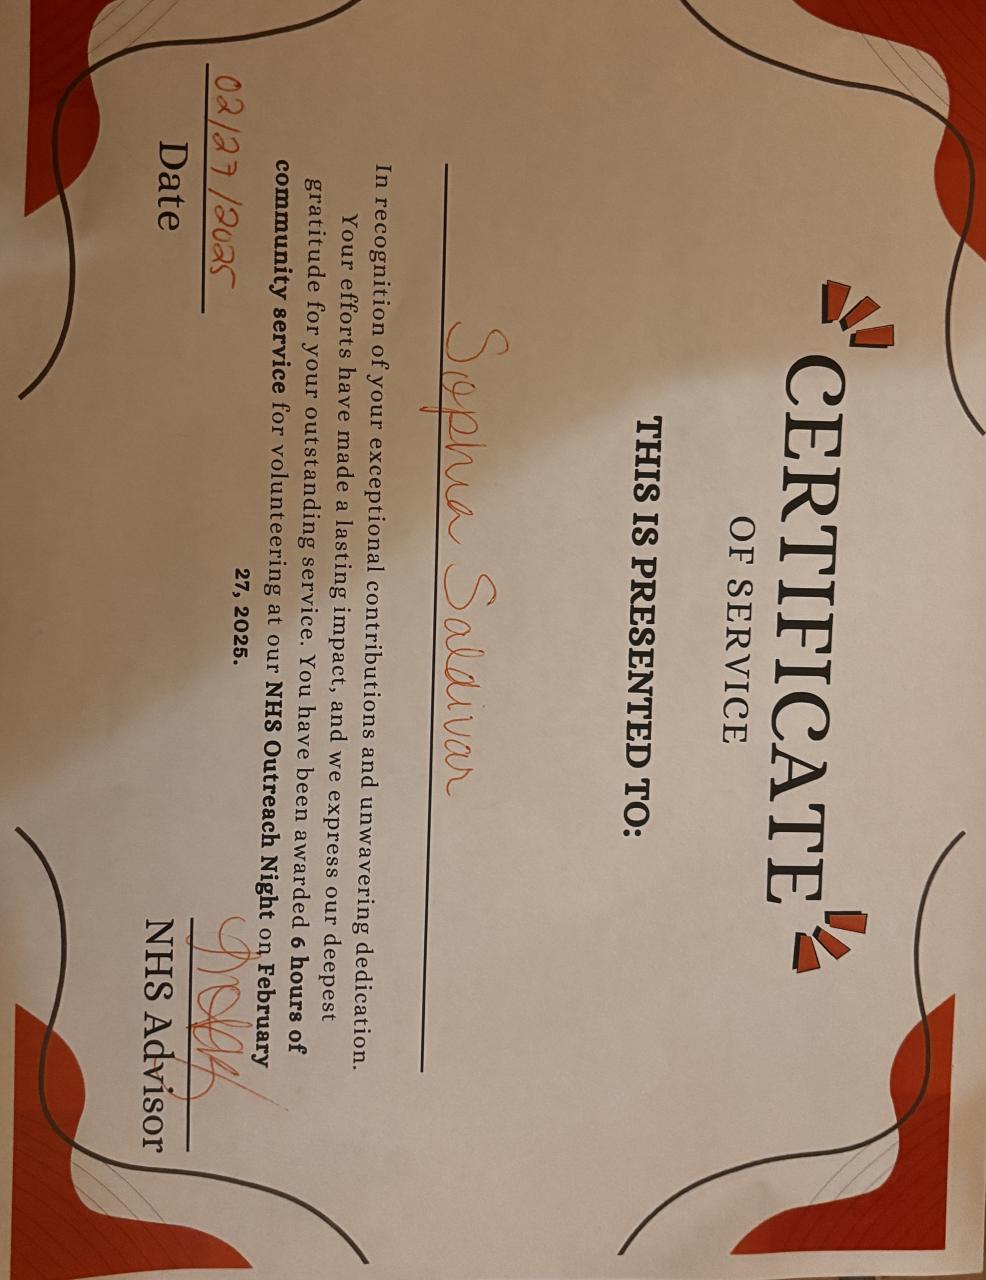 CERTIFICATE
OF SERVICE
THIS IS PRESENTED TO:
Sophia Saldivar
In recognition of your exceptional contributions and unwavering dedication.
Your efforts have made a lasting impact, and we express our deepest
gratitude for your outstanding service. You have been awarded 6 hours of
community service for volunteering at our NHS Outreach Night on February
27, 2025.
02/27/2025
Date
NHS Advisor